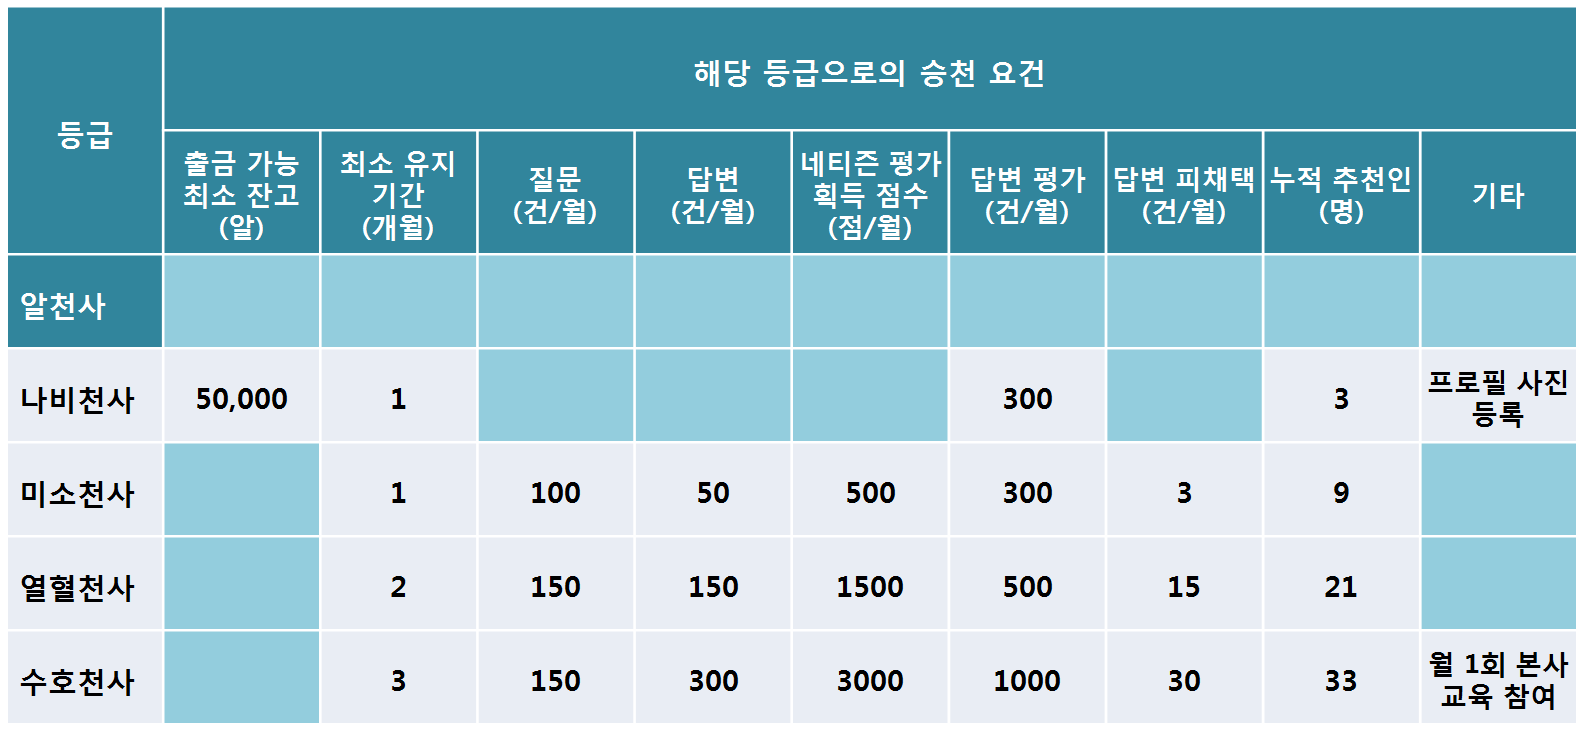 등급
해당 등급으로의 승천 요건
출금 가능
최소 잔고
(알)
최소 유지
기간
(개월)
질문
(건/월)
답변
(건/월)
네티즌 평가
획득 점수
(점/월)
답변 평가
(건/월)
답변 피채택
(건/월)
누적 추천인
(명)
기타
알천사
나비천사 50,000 1 300 3 프로필 사진
등록
미소천사 1 100 50 500 300 3 9
열혈천사 2 150 150 1500 500 15 21
수호천사 3 150 300 3000 1000 30 33 월 1회 본사
교육 참여